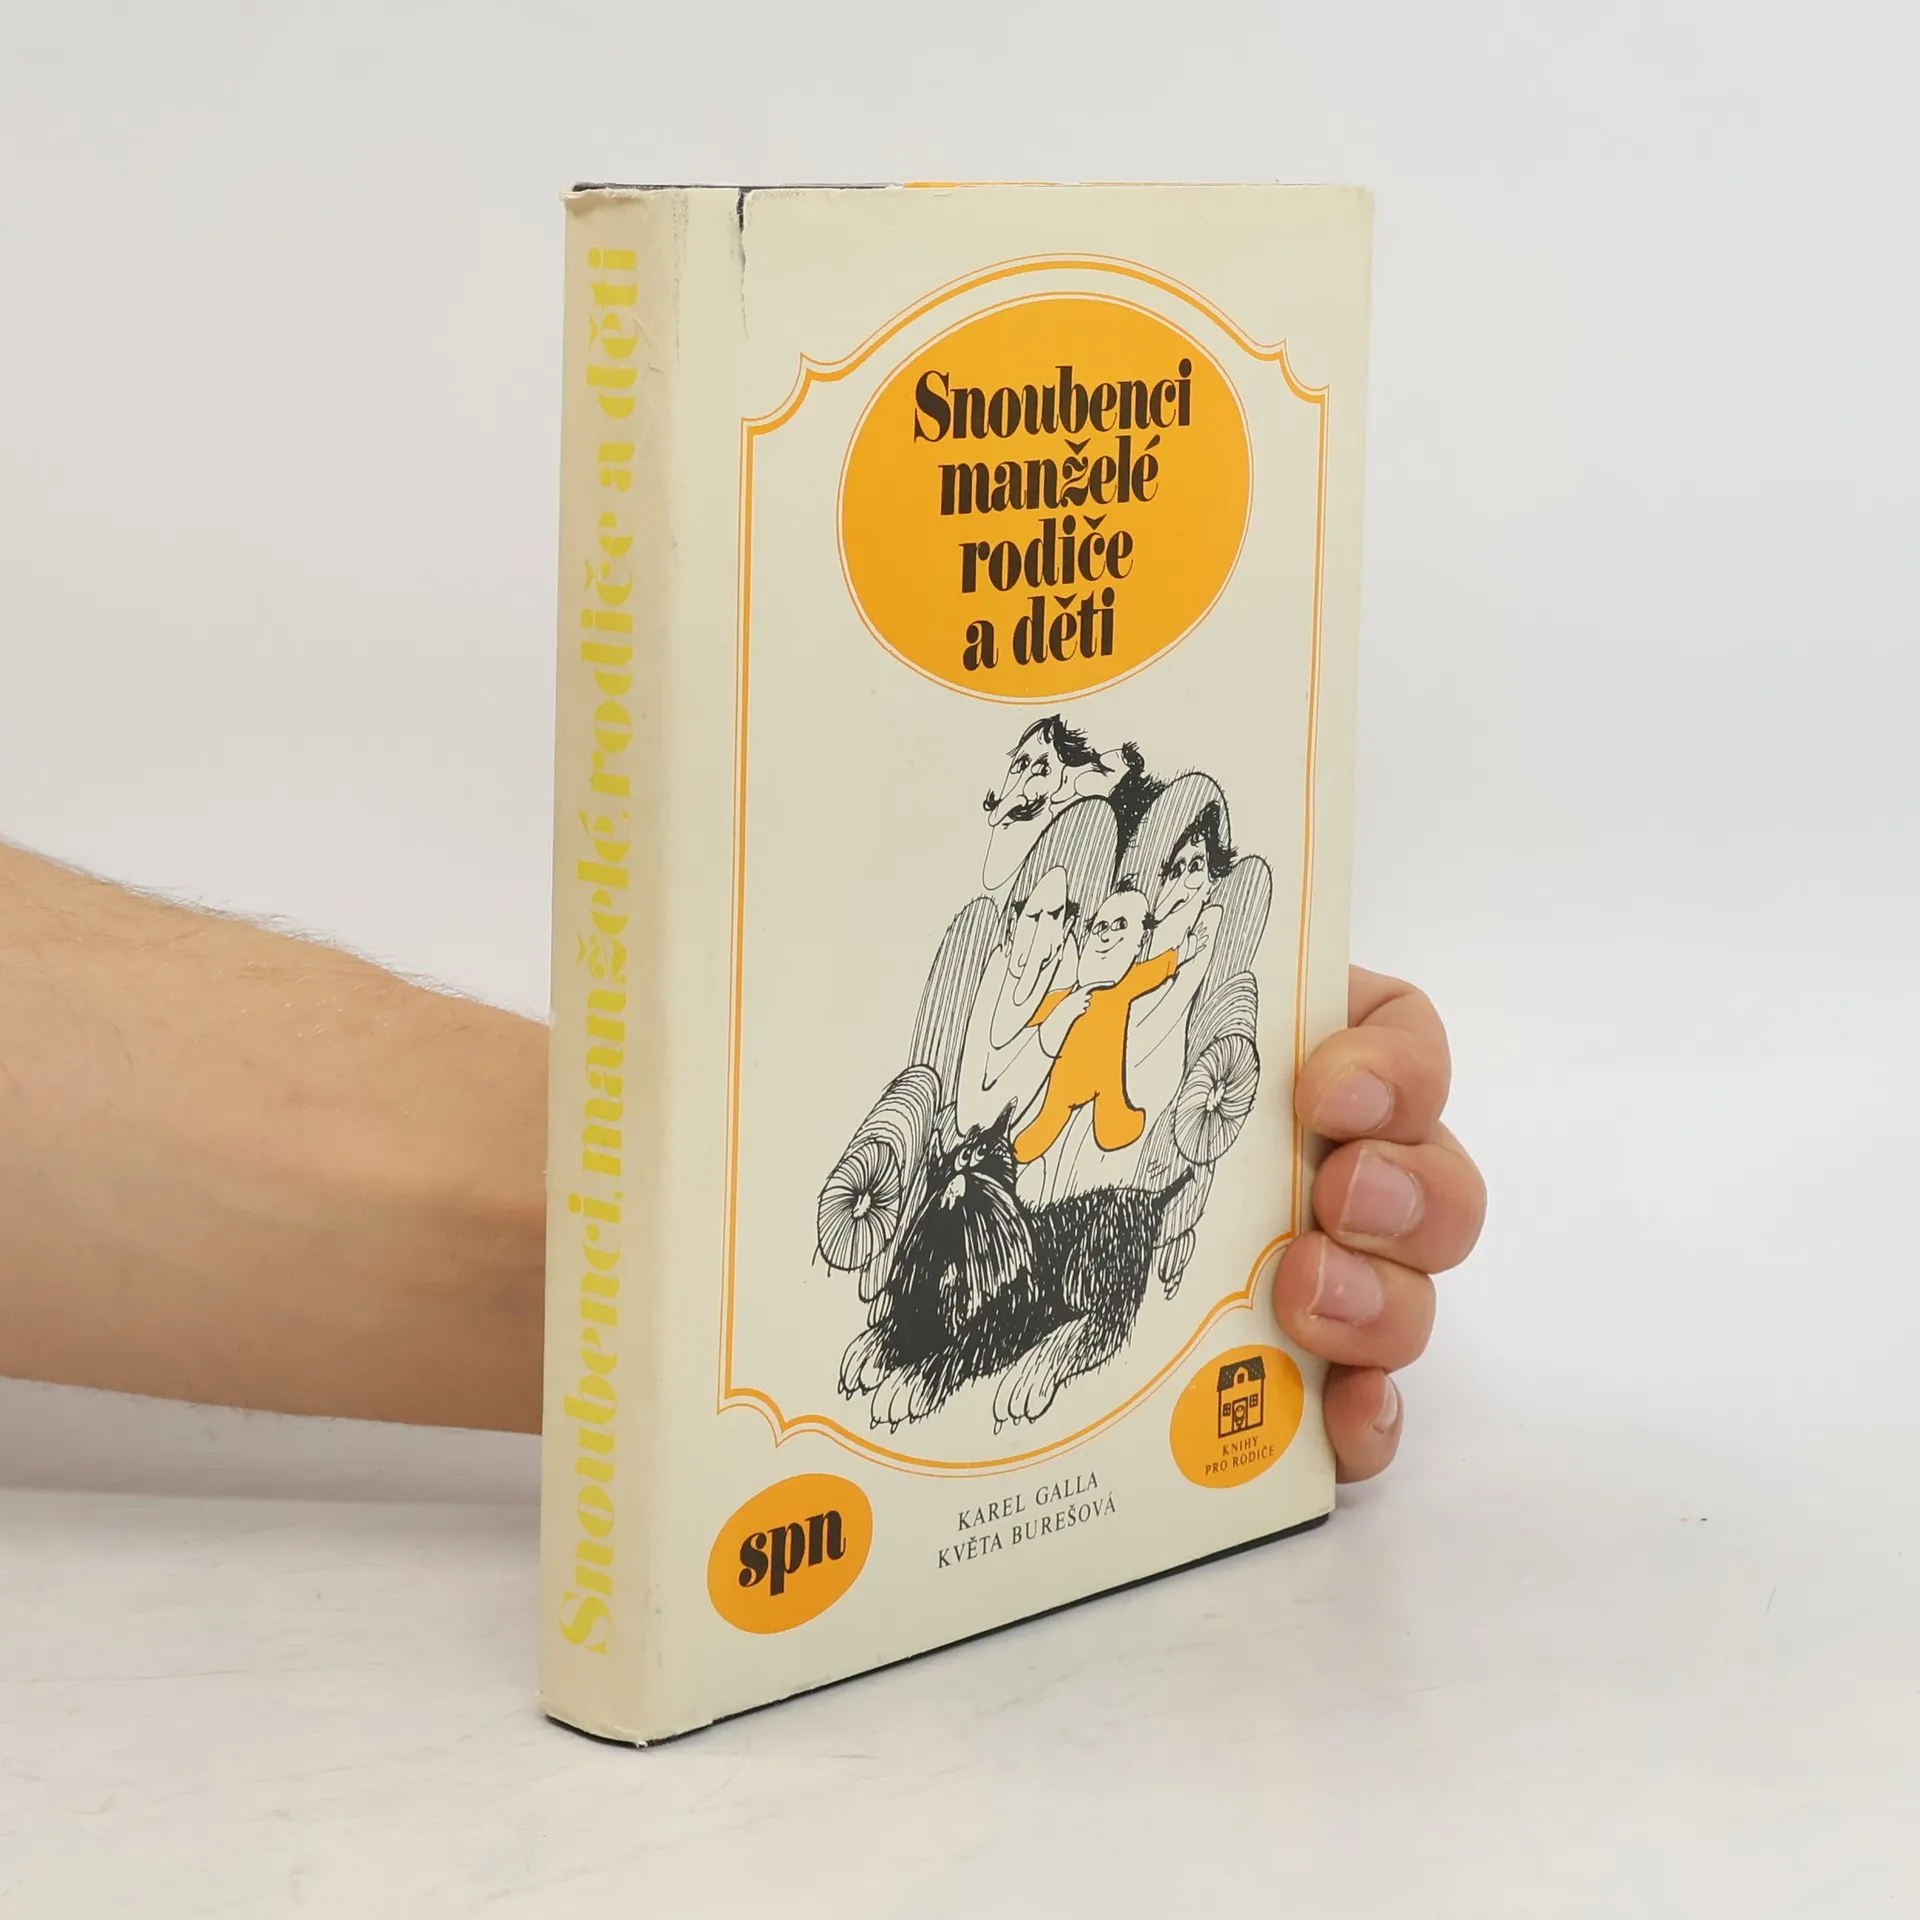 Snoubenci, manželé, rodiče a děti
Snoubenci
manželé
rodiče
a děti
KNIHY
PRO RODIČE
KAREL GALLA
KVĚTA BUREŠOVÁ
spn